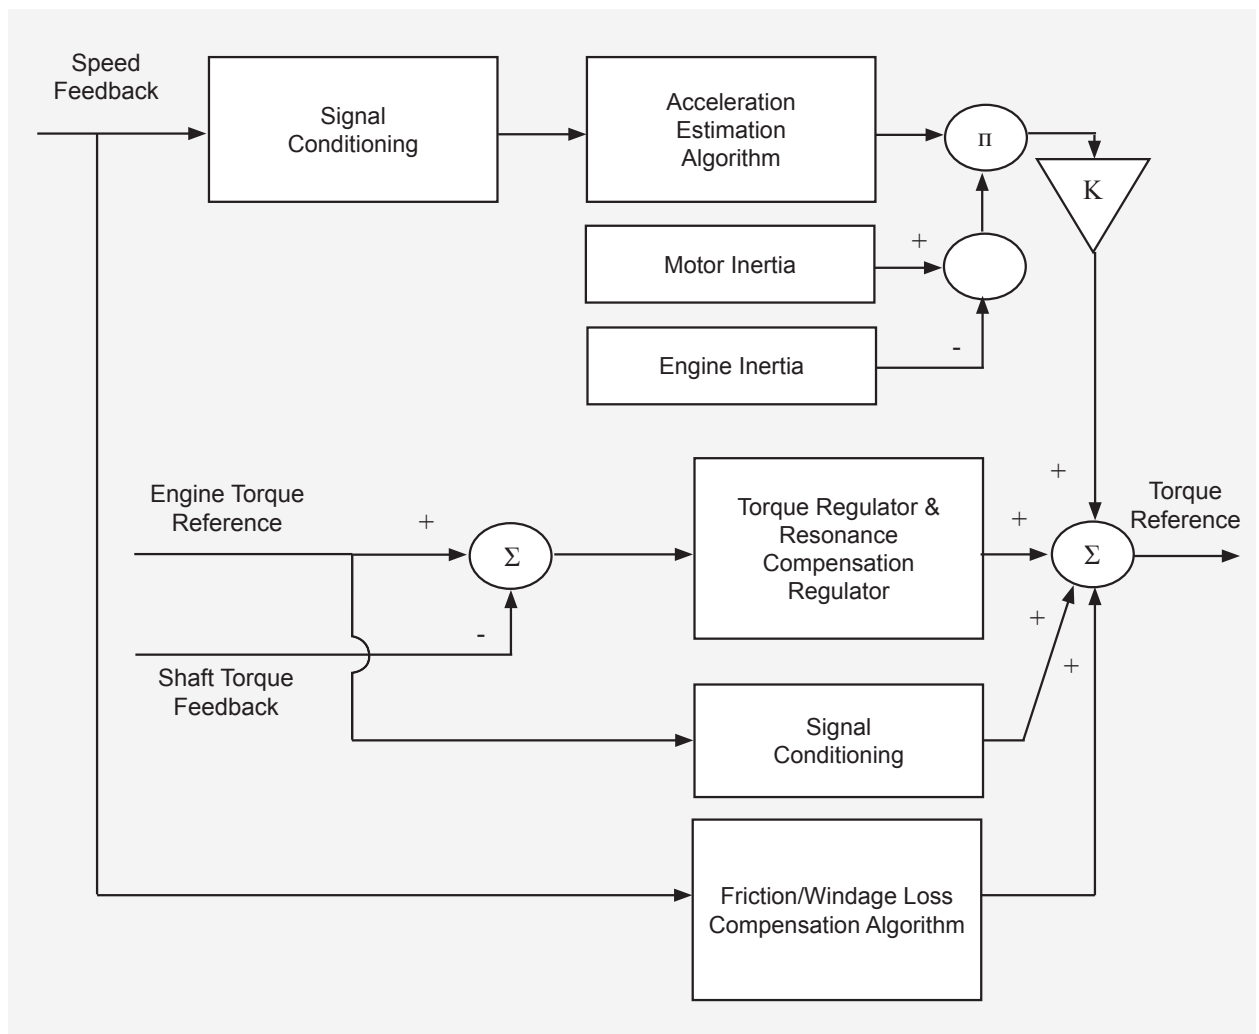 Speed
Feedback
Signal
Conditioning
Acceleration
Estimation
Algorithm
π
K
Motor Inertia
+
Engine Inertia
-
Engine Torque
Reference
+
Σ
-
Shaft Torque
Feedback
Torque Regulator &
Resonance
Compensation
Regulator
+
+
Σ
Torque
Reference
+
+
Signal
Conditioning
Friction/Windage Loss
Compensation Algorithm